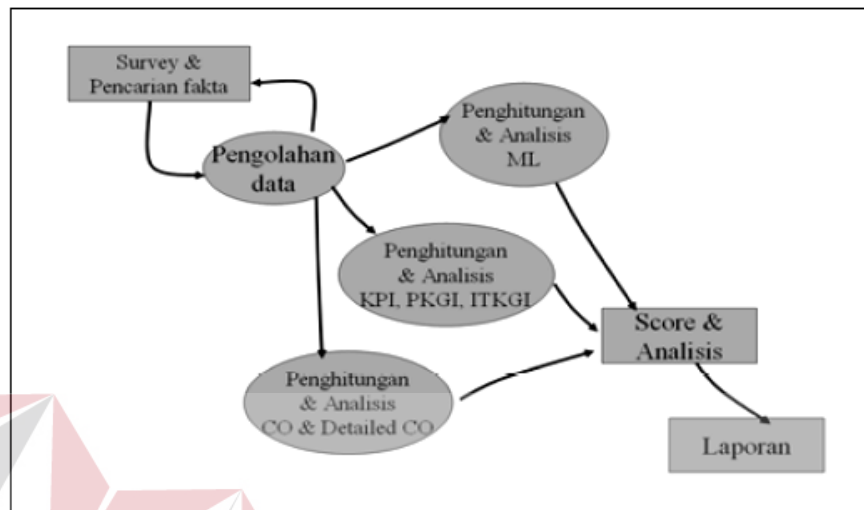 Survey &
Pencarian fakta
Pengolahan
data
Penghitungan
& Analisis
ML
Penghitungan
& Analisis
KPI, PKGI, ITKGI
Penghitungan
& Analisis
CO & Detailed CO
Score &
Analisis
Laporan